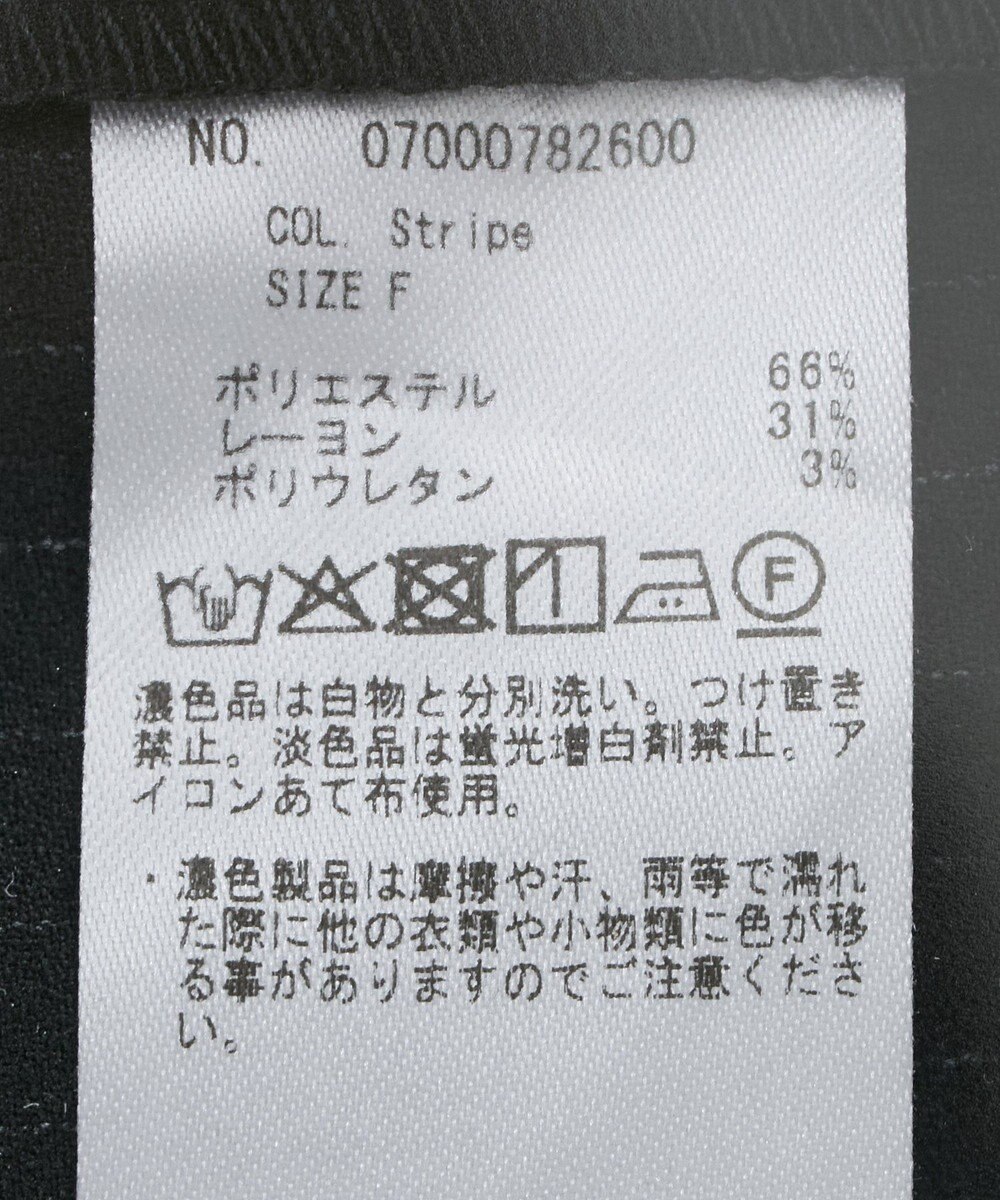 NO. 07000782600
COL. Stripe
SIZE F
ポリエステル 66%
レーヨン 31%
ポリウレタン 3%
F
濃色品は白物と分別洗い。つけ置き
禁止。淡色品は蛍光増白剤禁止。ア
イロンあて布使用。
・濃色製品は摩擦や汗、雨等で濡れ
た際に他の衣類や小物類に色が移
る事がありますのでご注意くださ
い。